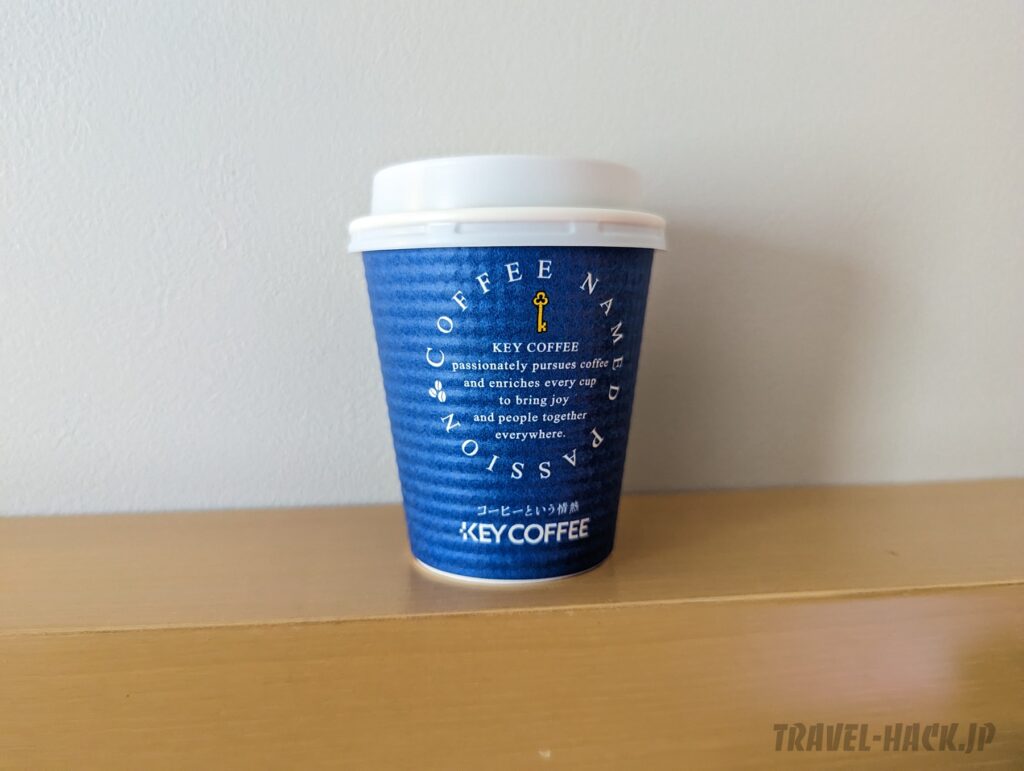 COFFEE NAMED PASSION
KEY COFFEE
passionately pursues coffee
and enriches every cup
to bring joy
and people together
everywhere.
コーヒーという情熱
KEY COFFEE
TRAVEL-HACK.JP